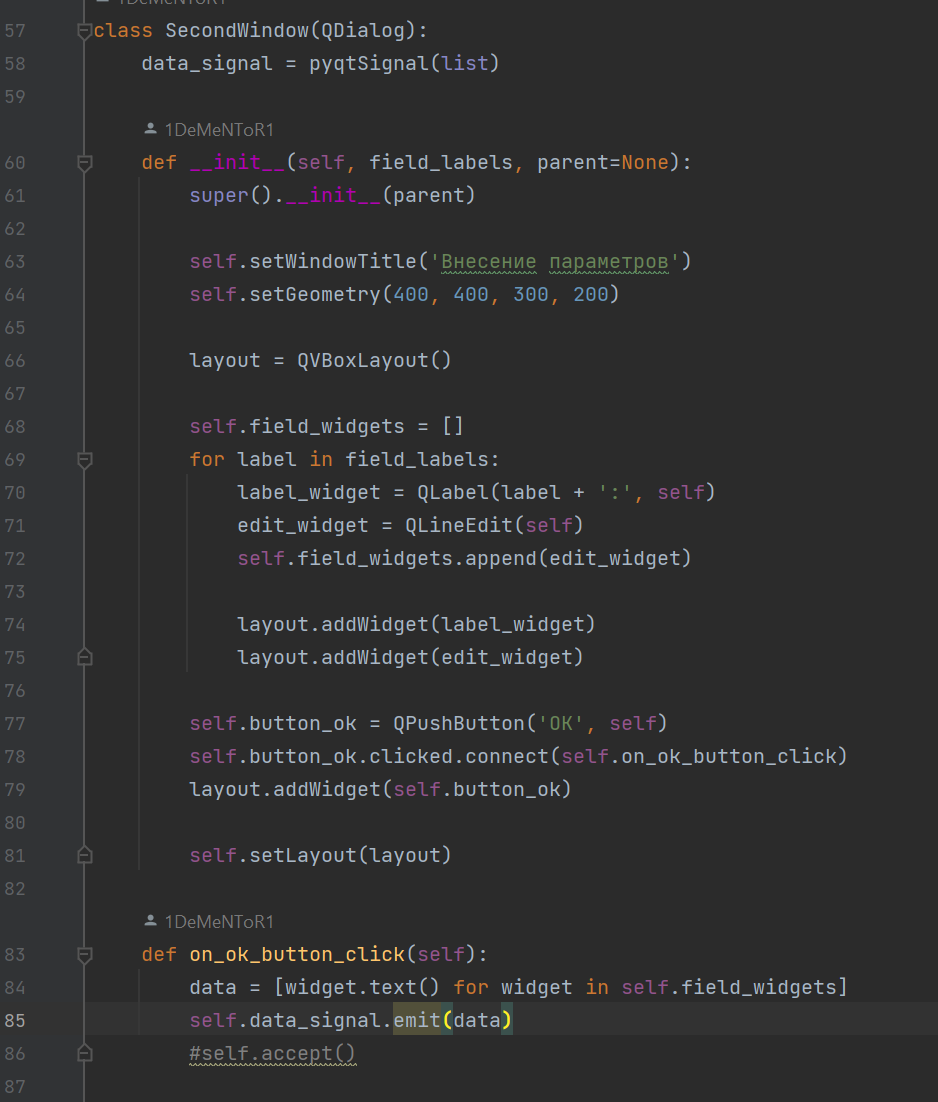 1DeMeNToR1
57 class SecondWindow(QDialog):
58     data_signal = pyqtSignal(list)
59
1DeMeNToR1
60     def __init__(self, field_labels, parent=None):
61         super().__init__(parent)
62
63         self.setWindowTitle('Внесение параметров')
64         self.setGeometry(400, 400, 300, 200)
65
66         layout = QVBoxLayout()
67
68         self.field_widgets = []
69         for label in field_labels:
70             label_widget = QLabel(label + ':', self)
71             edit_widget = QLineEdit(self)
72             self.field_widgets.append(edit_widget)
73
74             layout.addWidget(label_widget)
75             layout.addWidget(edit_widget)
76
77         self.button_ok = QPushButton('OK', self)
78         self.button_ok.clicked.connect(self.on_ok_button_click)
79         layout.addWidget(self.button_ok)
80
81         self.setLayout(layout)
82
1DeMeNToR1
83     def on_ok_button_click(self):
84         data = [widget.text() for widget in self.field_widgets]
85         self.data_signal.emit(data)
86         #self.accept()
87